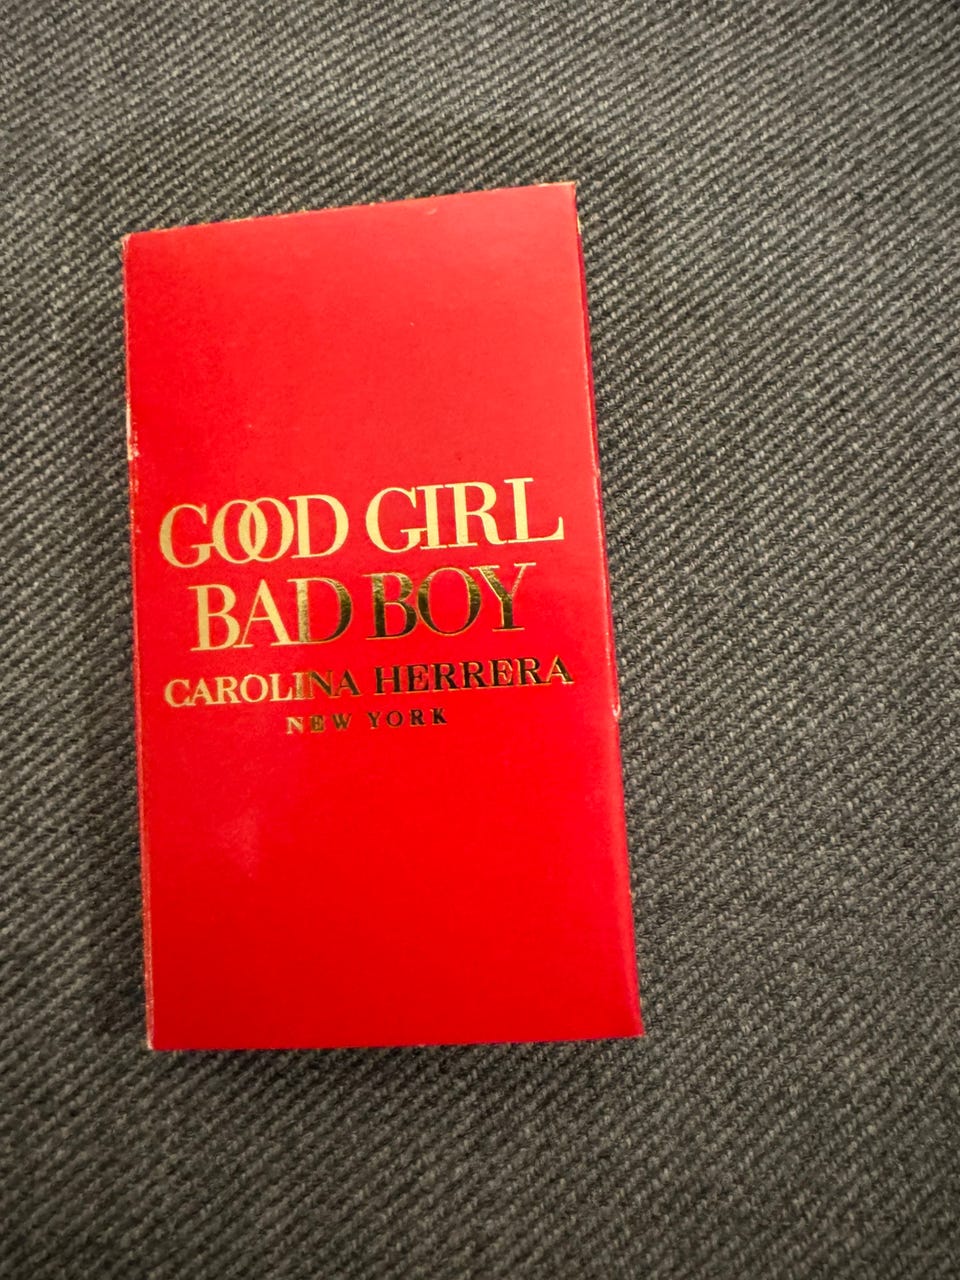 GOOD GIRL
BAD BOY
CAROLINA HERRERA
NEW YORK